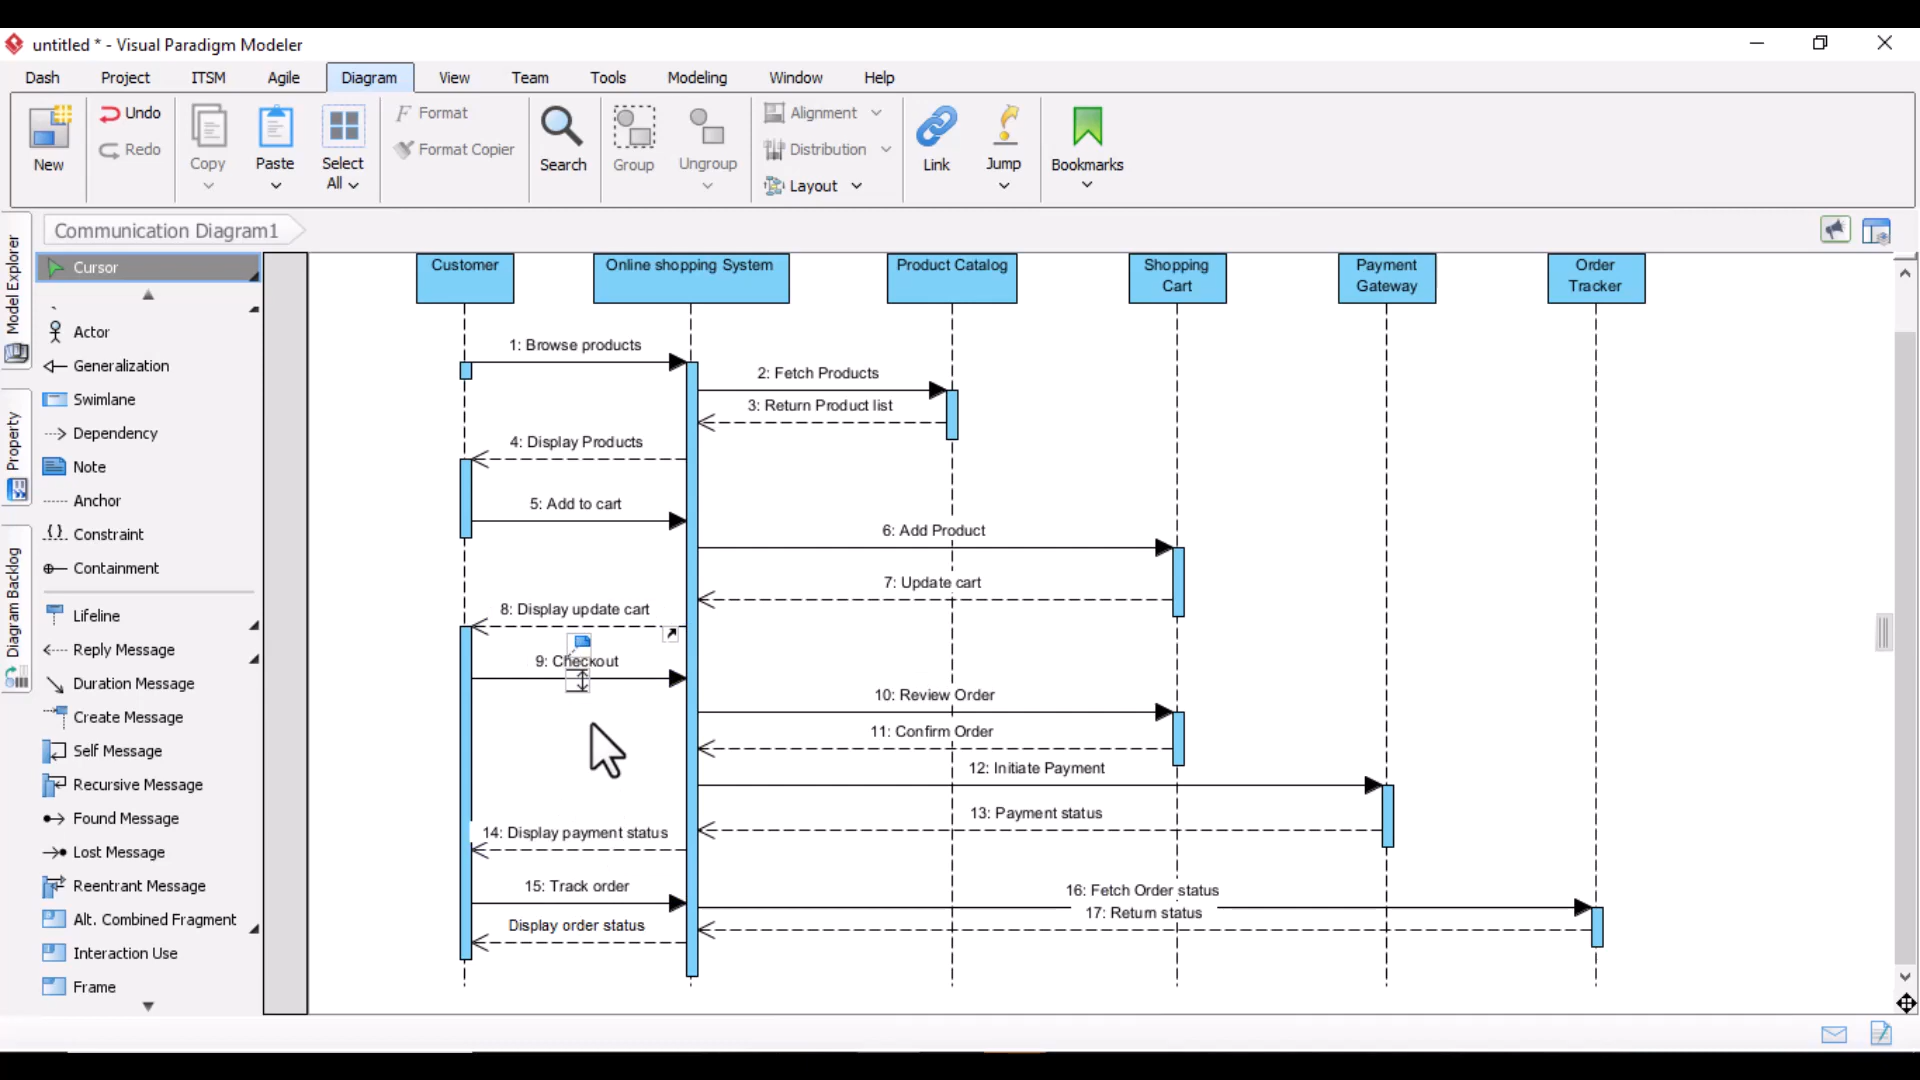 untitled * - Visual Paradigm Modeler
Dash Project ITSM Agile Diagram View Team Tools Modeling Window Help
New
Undo
Redo
Copy
Paste
Select
All
Format
Format Copier
Search
Group
Ungroup
Alignment
Distribution
Layout
Link
Jump
Bookmarks
Communication Diagram1
Model Explorer
Property
Diagram Backlog
Cursor
Actor
Generalization
Swimlane
Dependency
Note
Anchor
Constraint
Containment
Lifeline
Reply Message
Duration Message
Create Message
Self Message
Recursive Message
Found Message
Lost Message
Reentrant Message
Alt. Combined Fragment
Interaction Use
Frame
Customer
Online shopping System
Product Catalog
Shopping
Cart
Payment
Gateway
Order
Tracker
1: Browse products
2: Fetch Products
3: Return Product list
4: Display Products
5: Add to cart
6: Add Product
7: Update cart
8: Display update cart
9: Checkout
10: Review Order
11: Confirm Order
12: Initiate Payment
13: Payment status
14: Display payment status
15: Track order
16: Fetch Order status
17: Return status
Display order status